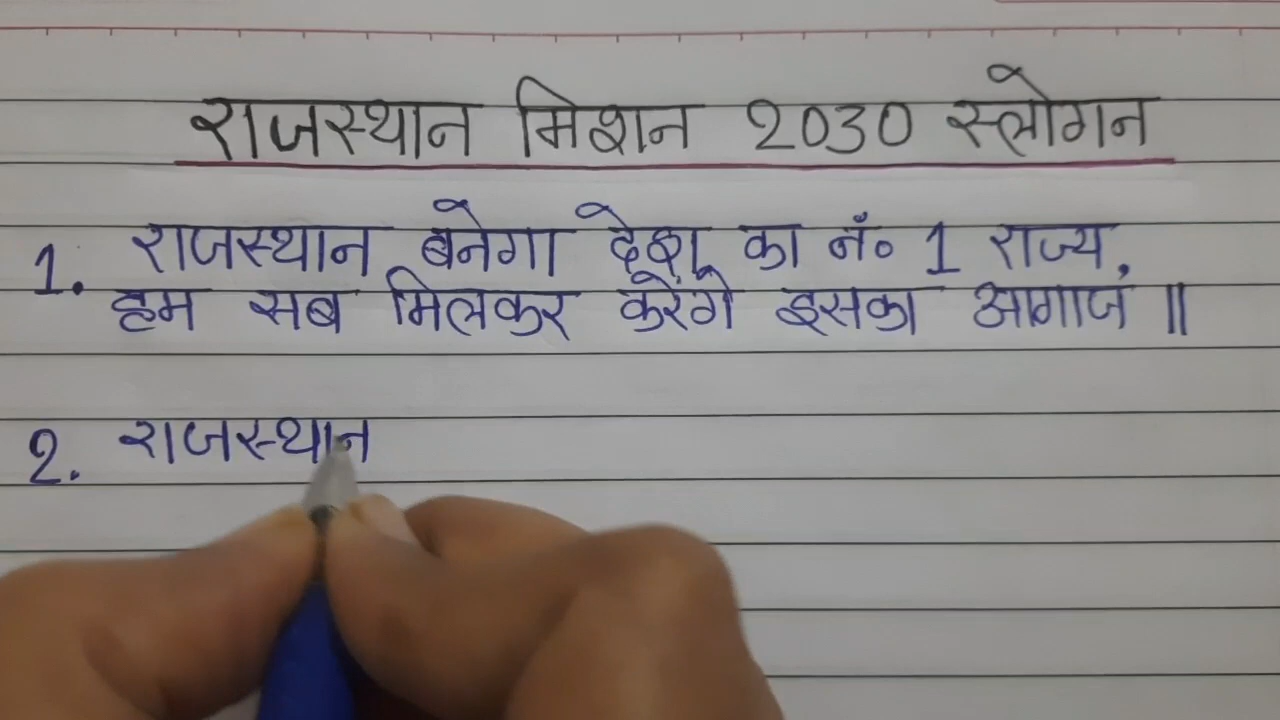 राजस्थान मिशन 2030 स्लोगन
1. राजस्थान बनेगा देश का नं० 1 राज्य,
हम सब मिलकर करेंगे इसका आगाज ॥
2. राजस्थान